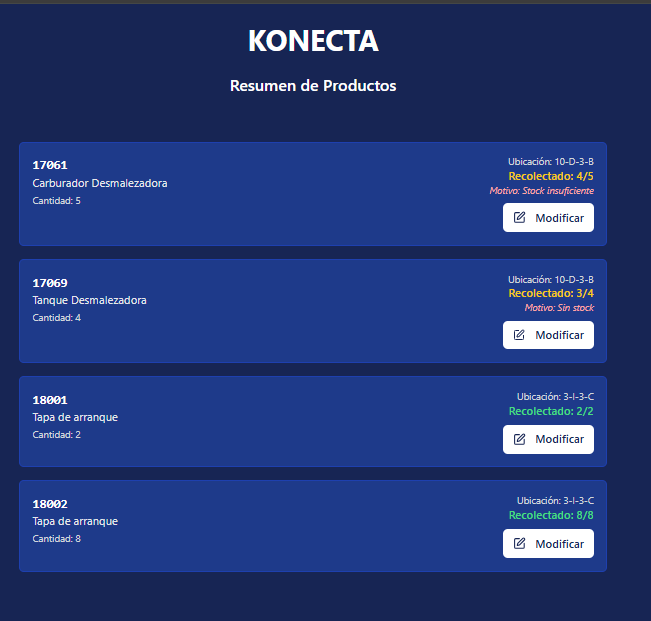 KONECTA
Resumen de Productos
17061
Carburador Desmalezadora
Cantidad: 5
Ubicación: 10-D-3-B
Recolectado: 4/5
Motivo: Stock insuficiente
Modificar
17069
Tanque Desmalezadora
Cantidad: 4
Ubicación: 10-D-3-B
Recolectado: 3/4
Motivo: Sin stock
Modificar
18001
Tapa de arranque
Cantidad: 2
Ubicación: 3-I-3-C
Recolectado: 2/2
Modificar
18002
Tapa de arranque
Cantidad: 8
Ubicación: 3-I-3-C
Recolectado: 8/8
Modificar